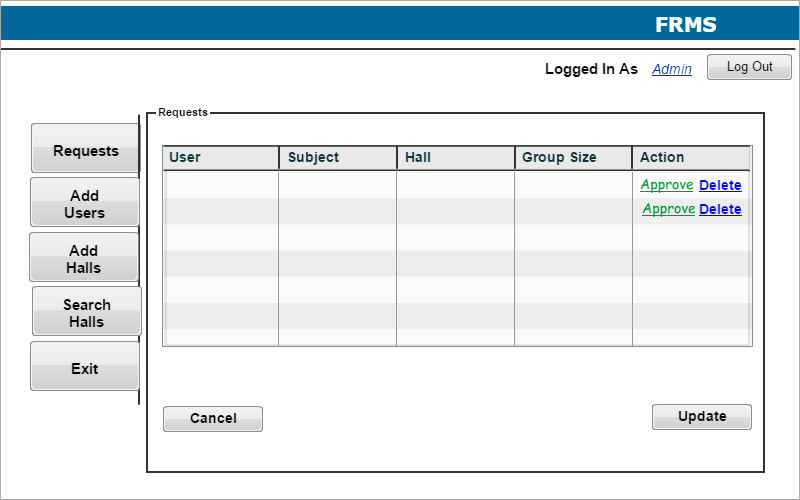 FRMS
Logged In As Admin Log Out
Requests
Requests
Add
Users
Add
Halls
Search
Halls
Exit
User Subject Hall Group Size Action
Approve Delete
Approve Delete
Cancel
Update